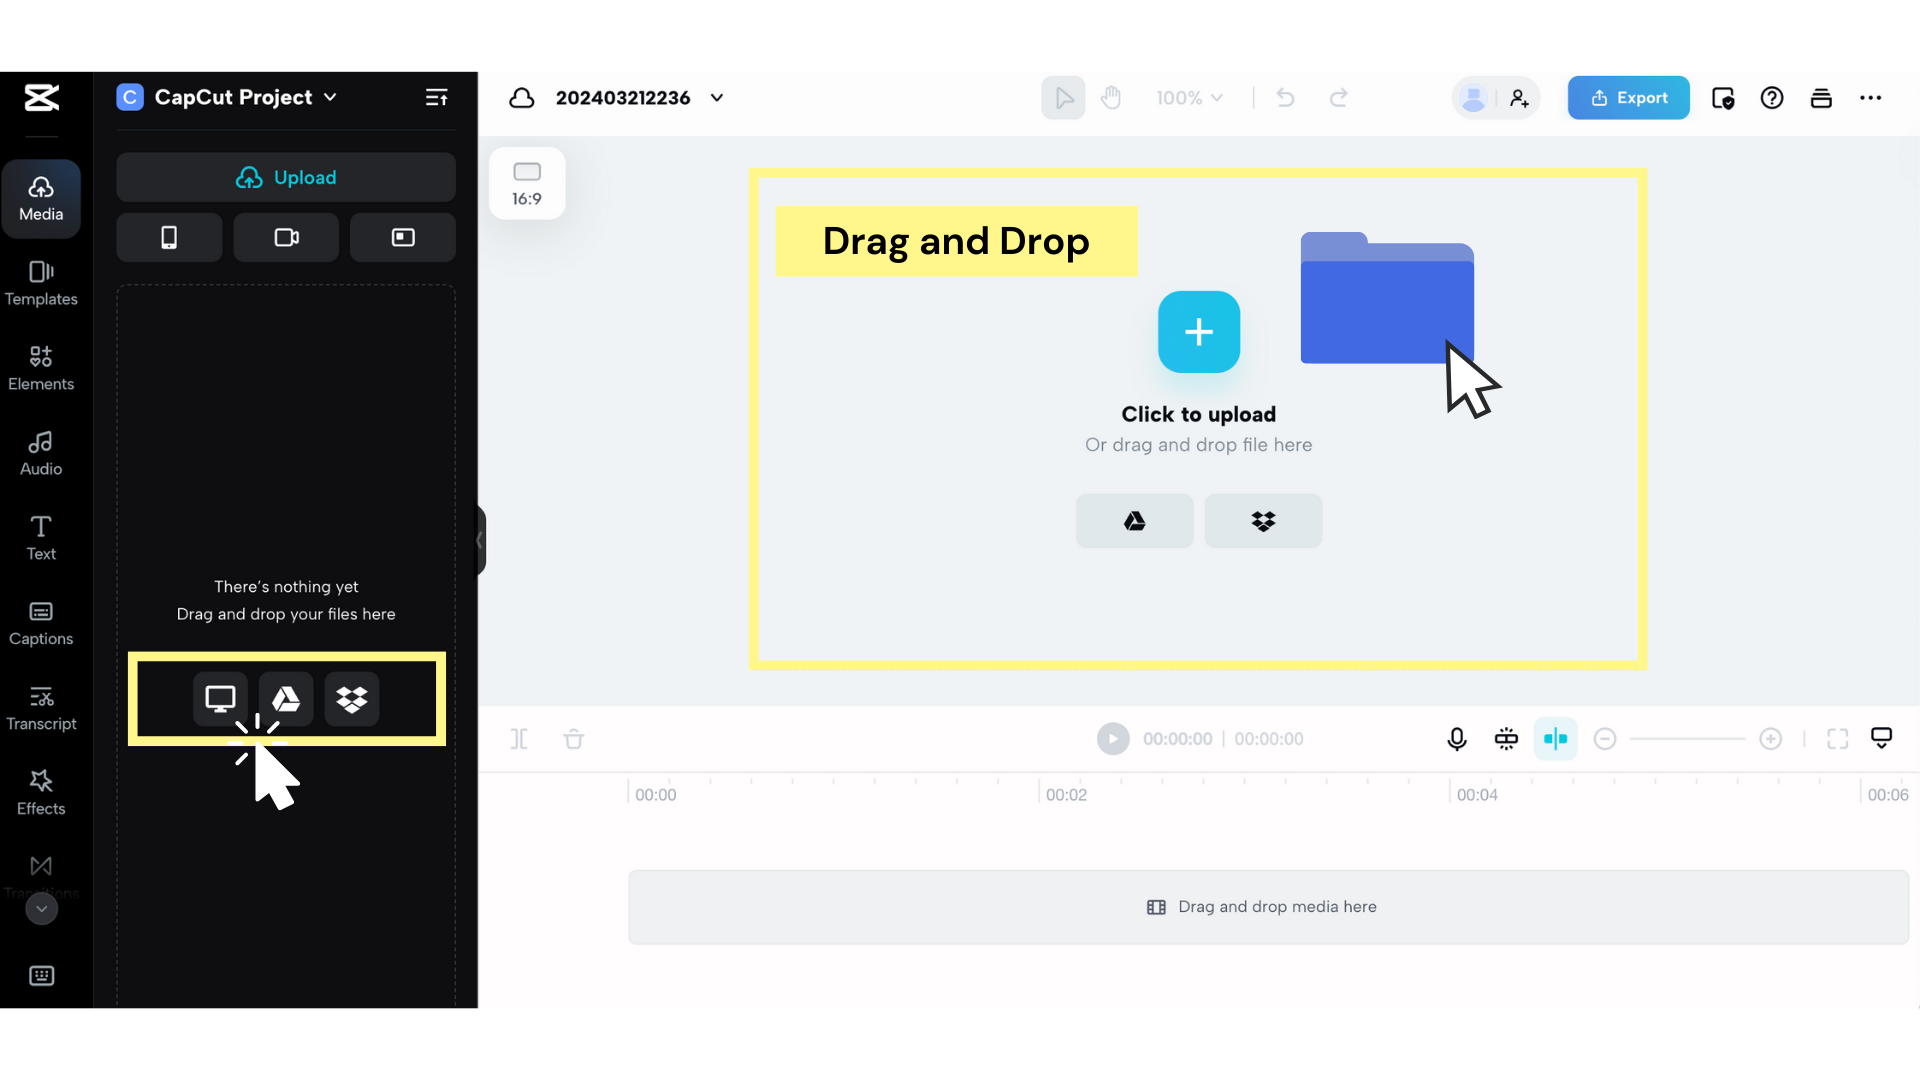 C CapCut Project
202403212236
100%
Export
Upload
Media
16:9
Templates
Elements
Audio
Text
Captions
Transcript
Effects
Transitions
There's nothing yet
Drag and drop your files here
Drag and Drop
Click to upload
Or drag and drop file here
00:00:00 | 00:00:00
00:00
00:02
00:04
00:06
Drag and drop media here